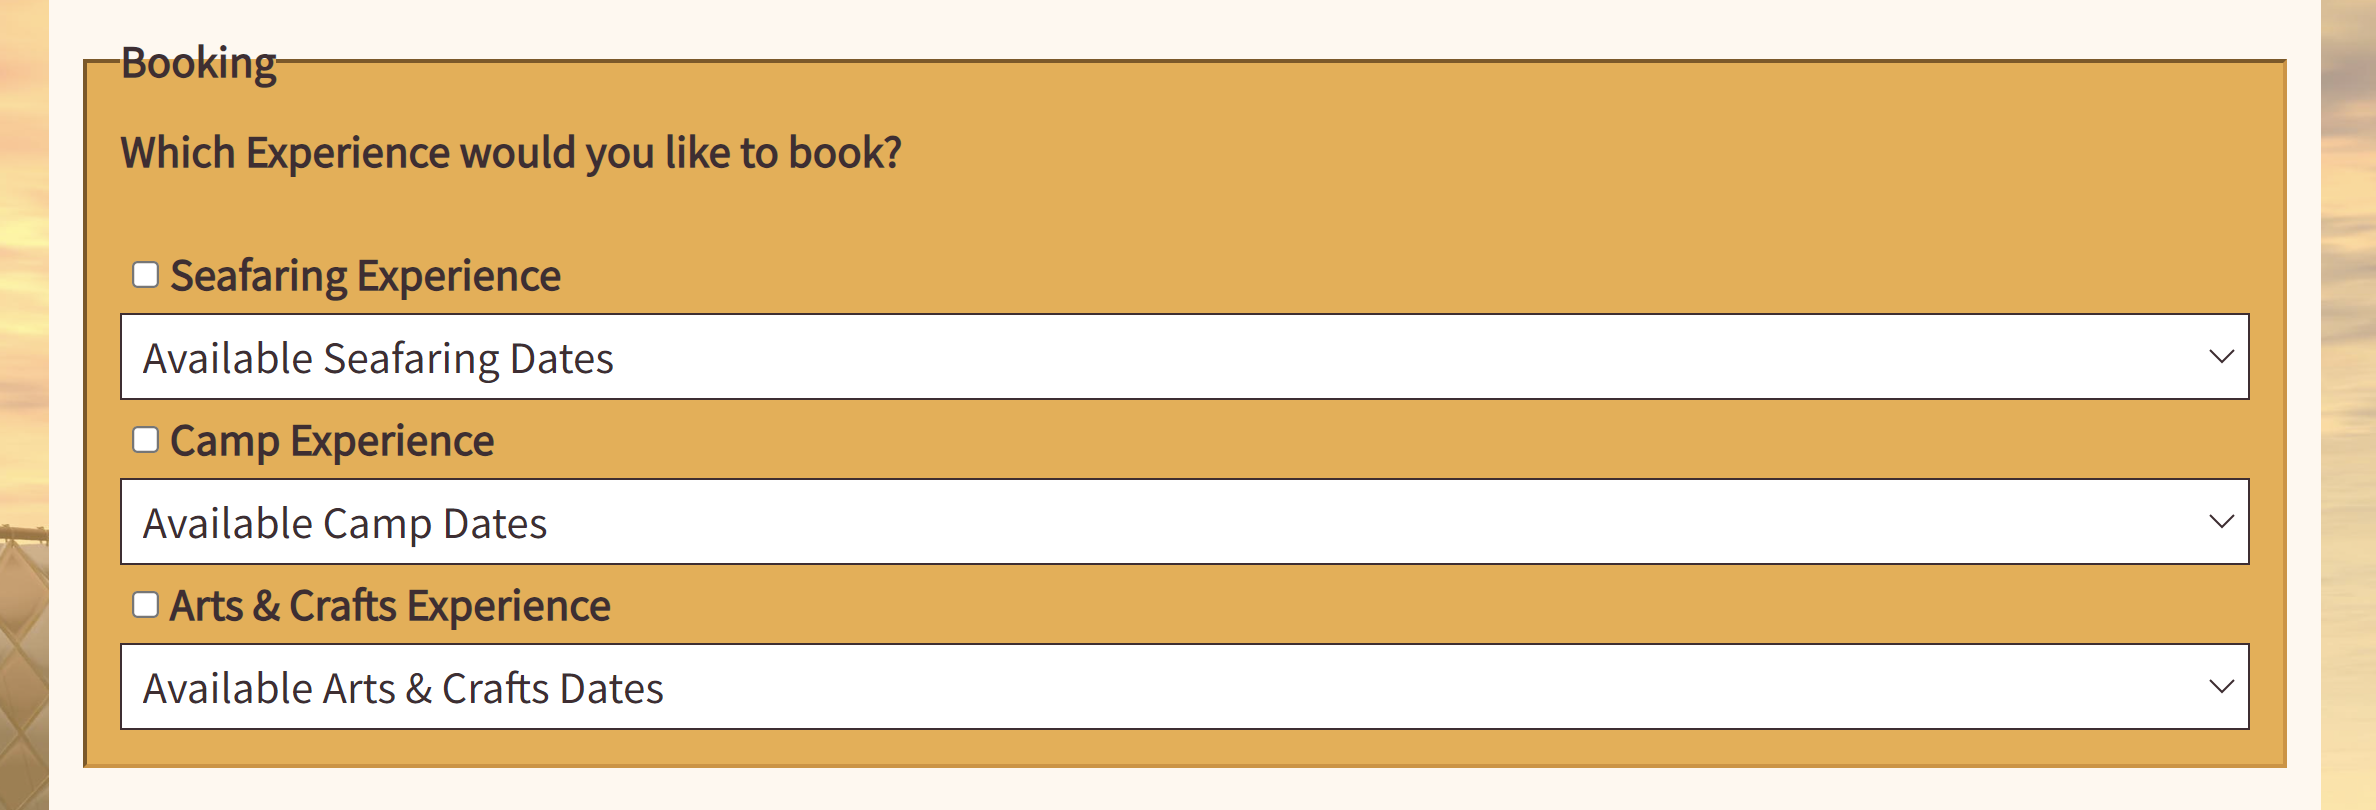 Booking
Which Experience would you like to book?
Seafaring Experience
Available Seafaring Dates
Camp Experience
Available Camp Dates
Arts & Crafts Experience
Available Arts & Crafts Dates